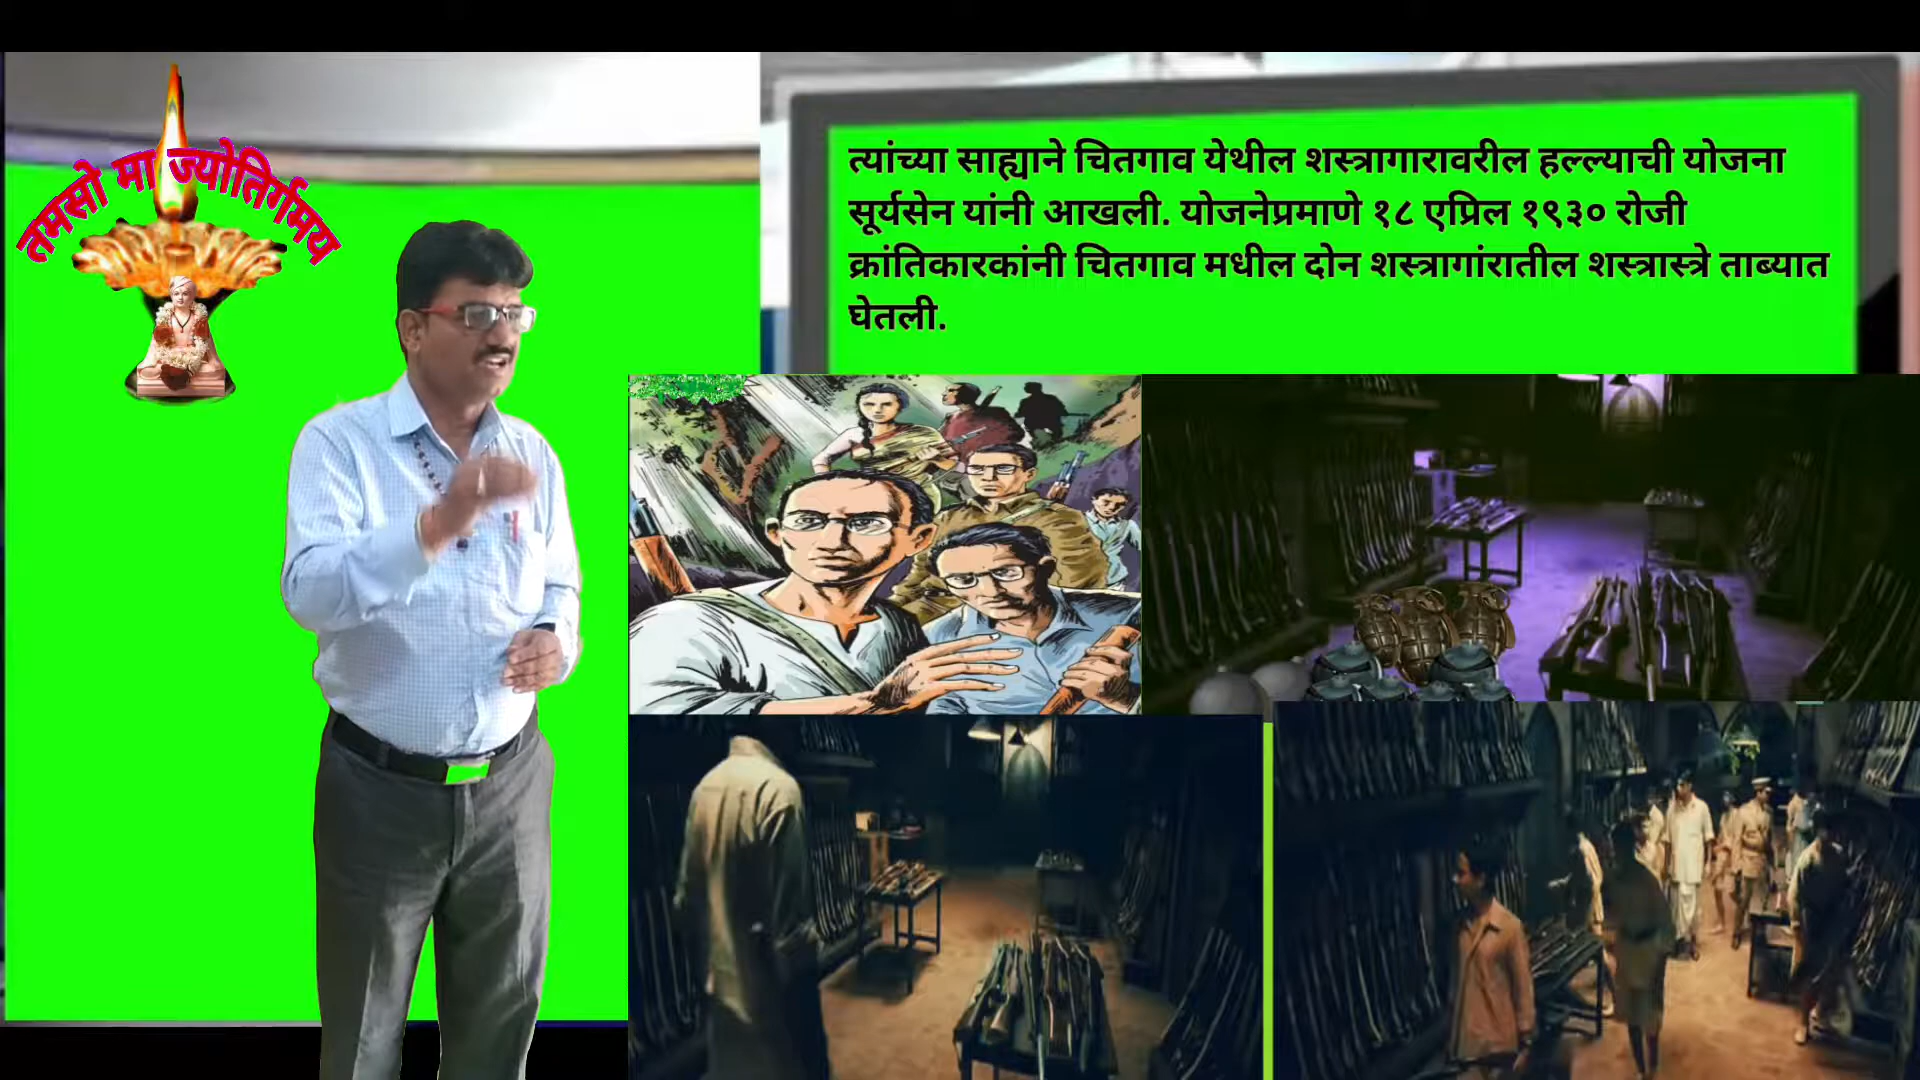 तमसो मा ज्योतिर्गमय
त्यांच्या साह्याने चितगाव येथील शस्त्रागारावरील हल्ल्याची योजना
सूर्यसेन यांनी आखली. योजनेप्रमाणे १८ एप्रिल १९३० रोजी
क्रांतिकारकांनी चितगाव मधील दोन शस्त्रागांरातील शस्त्रास्त्रे ताब्यात
घेतली.